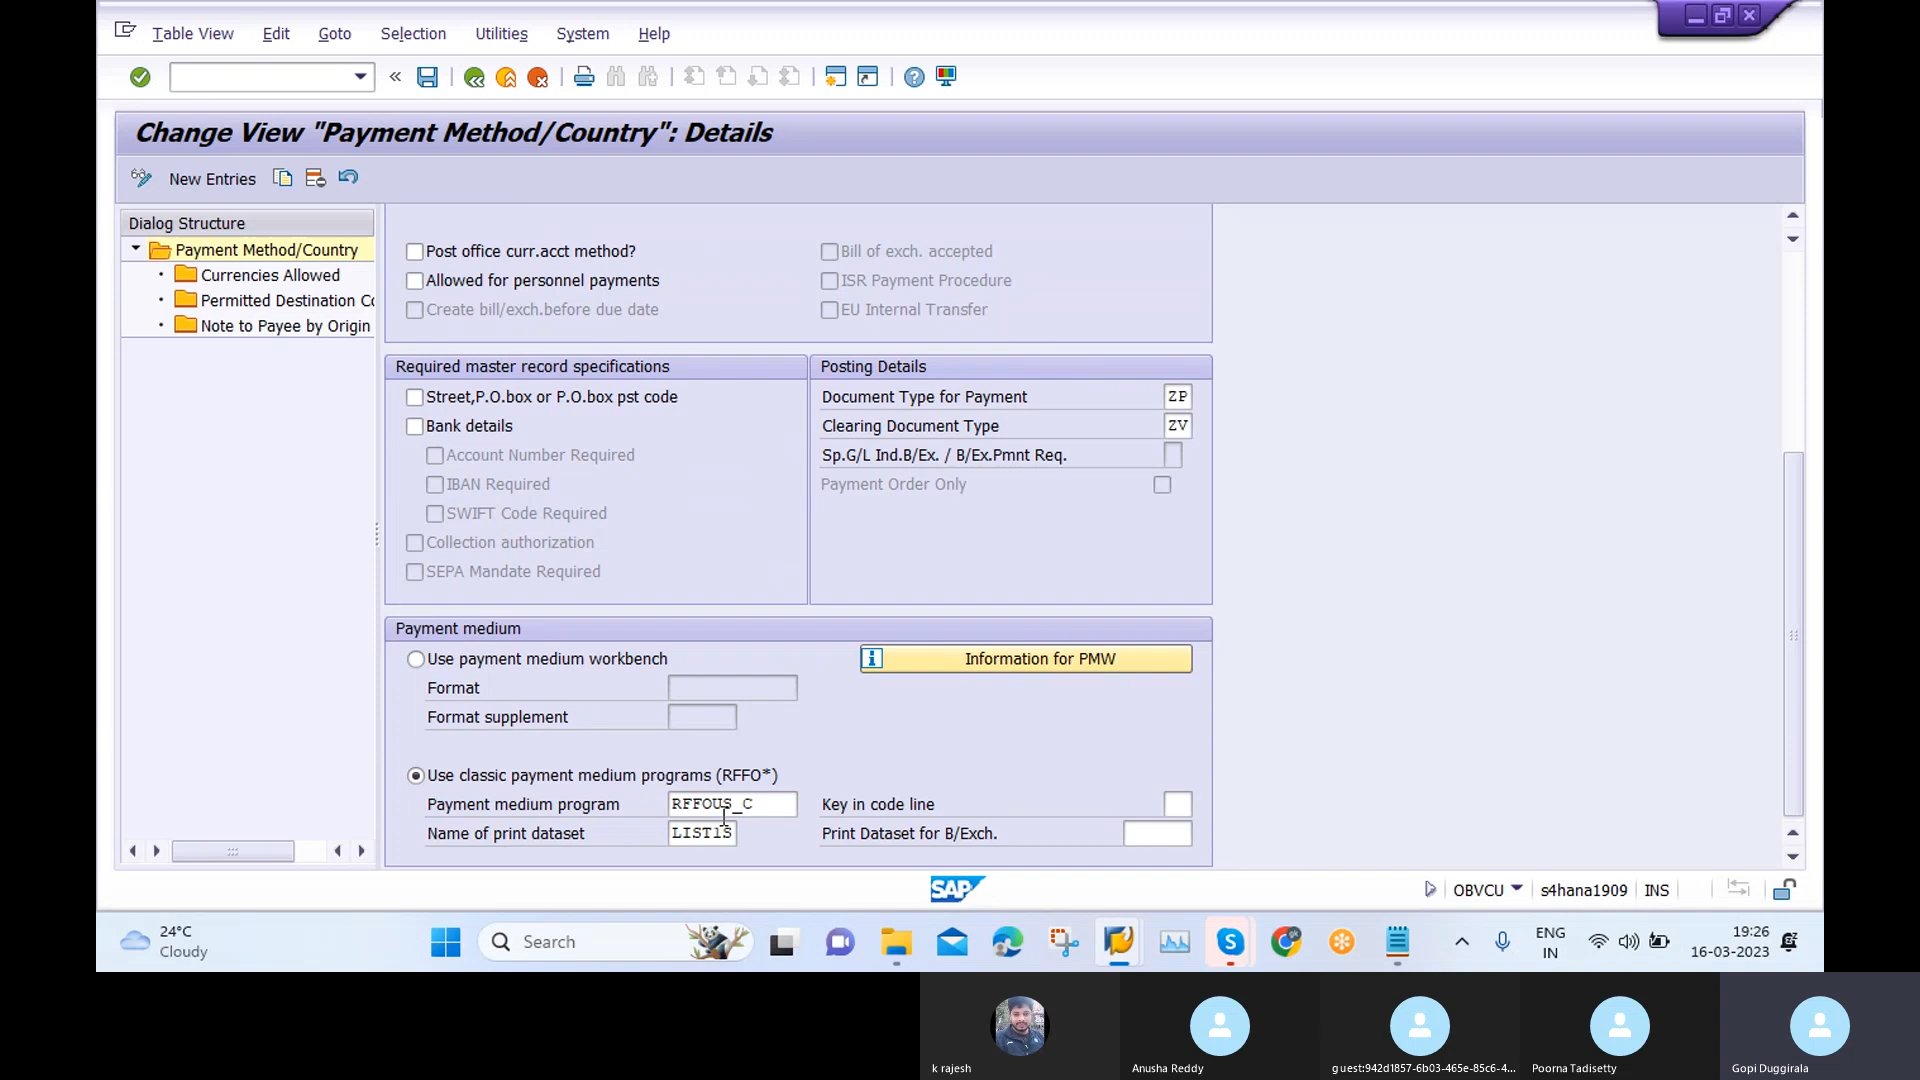 Table View Edit Goto Selection Utilities System Help
Change View "Payment Method/Country": Details
New Entries
Dialog Structure
Payment Method/Country
Currencies Allowed
Permitted Destination Co
Note to Payee by Origin
Post office curr.acct method? Bill of exch. accepted
Allowed for personnel payments ISR Payment Procedure
Create bill/exch.before due date EU Internal Transfer
Required master record specifications Posting Details
Street,P.O.box or P.O.box pst code Document Type for Payment ZP
Bank details Clearing Document Type ZV
Account Number Required Sp.G/L Ind.B/Ex. / B/Ex.Pmnt Req.
IBAN Required Payment Order Only
SWIFT Code Required
Collection authorization
SEPA Mandate Required
Payment medium
Use payment medium workbench Information for PMW
Format
Format supplement
Use classic payment medium programs (RFFO*)
Payment medium program RFFOUS_C Key in code line
Name of print dataset LIST1S Print Dataset for B/Exch.
SAP OBVCU s4hana1909 INS
24°C
Cloudy
Search
ENG
IN
19:26
16-03-2023
k rajesh
Anusha Reddy
guest:942d1857-6b03-465e-85c6-4...
Poorna Tadisetty
Gopi Duggirala